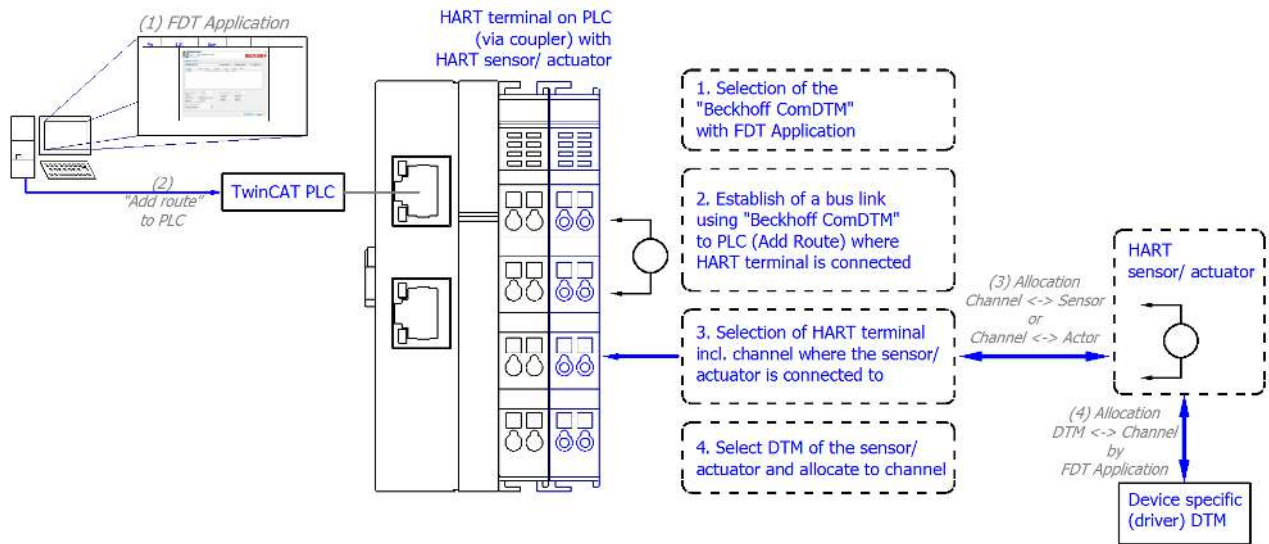 (1) FDT Application
HART terminal on PLC
(via coupler) with
HART sensor/ actuator
(2)
"Add route"
to PLC
TwinCAT PLC
1. Selection of the
"Beckhoff ComDTM"
with FDT Application
2. Establish of a bus link
using "Beckhoff ComDTM"
to PLC (Add Route) where
HART terminal is connected
3. Selection of HART terminal
incl. channel where the sensor/
actuator is connected to
4. Select DTM of the sensor/
actuator and allocate to channel
(3) Allocation
Channel <-> Sensor
or
Channel <-> Actor
HART
sensor/ actuator
(4) Allocation
DTM <-> Channel
by
FDT Application
Device specific
(driver) DTM